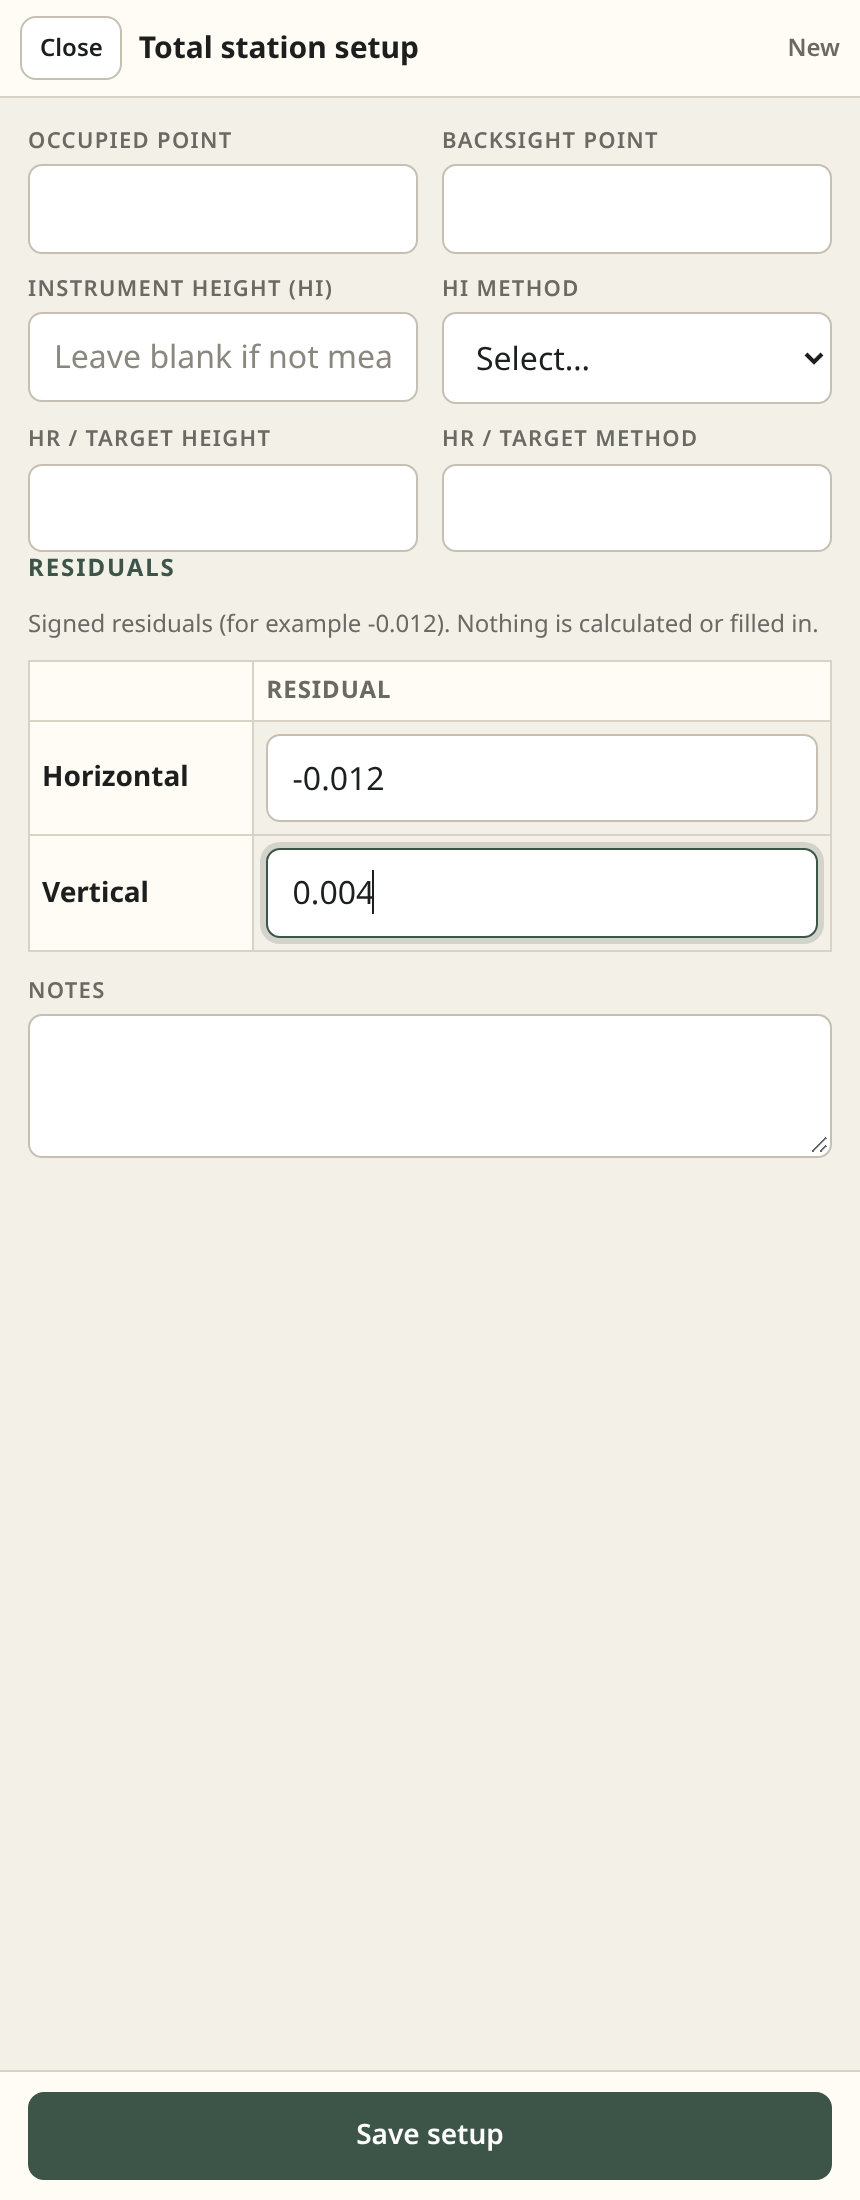 Close Total station setup New
OCCUPIED POINT BACKSIGHT POINT
INSTRUMENT HEIGHT (HI) HI METHOD
Leave blank if not mea Select...
HR / TARGET HEIGHT HR / TARGET METHOD
RESIDUALS
Signed residuals (for example -0.012). Nothing is calculated or filled in.
RESIDUAL
Horizontal -0.012
Vertical 0.004
NOTES
Save setup